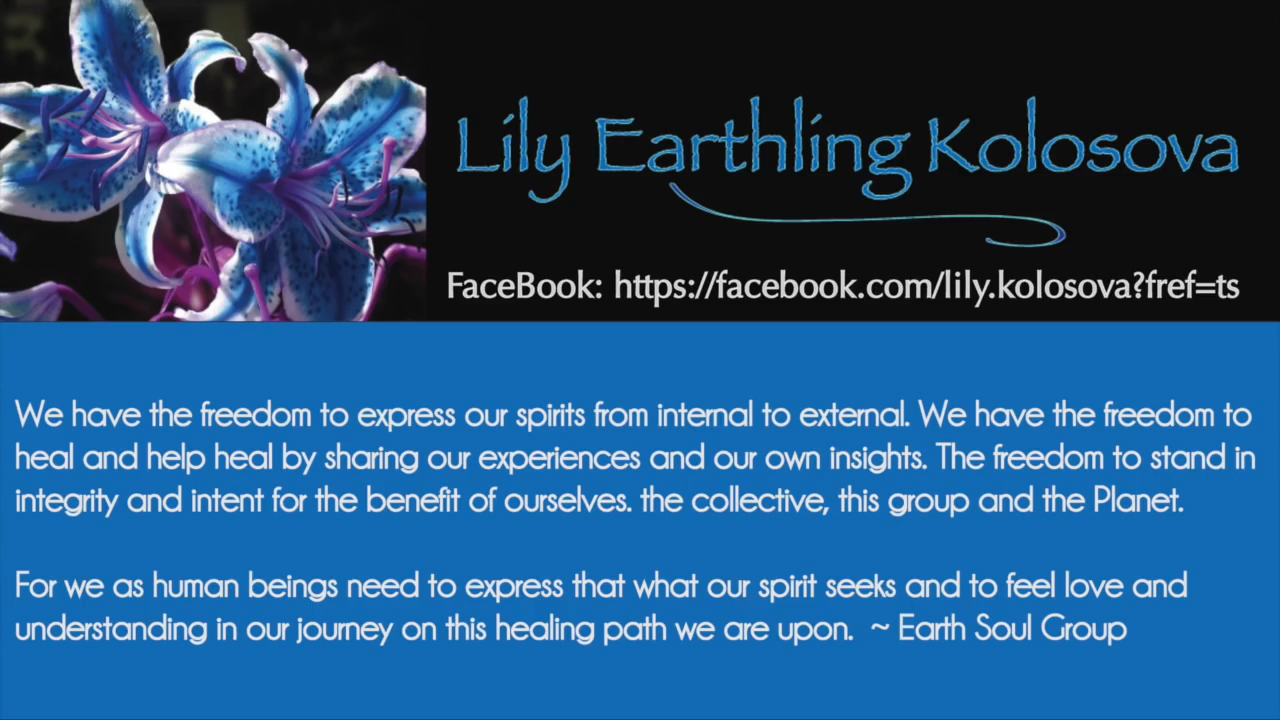 Lily Earthling Kolosova
FaceBook: https://facebook.com/lily.kolosova?fref=ts
We have the freedom to express our spirits from internal to external. We have the freedom to
heal and help heal by sharing our experiences and our own insights. The freedom to stand in
integrity and intent for the benefit of ourselves. the collective, this group and the Planet.
For we as human beings need to express that what our spirit seeks and to feel love and
understanding in our journey on this healing path we are upon. ~ Earth Soul Group